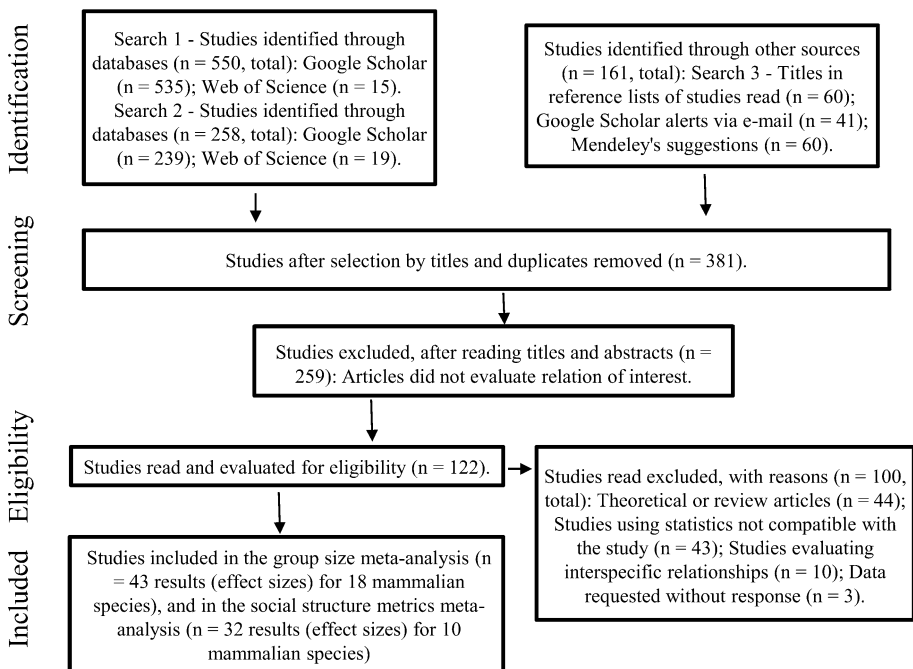 Identification
Search 1 - Studies identified through
databases (n = 550, total): Google Scholar
(n = 535); Web of Science (n = 15).
Search 2 - Studies identified through
databases (n = 258, total): Google Scholar
(n = 239); Web of Science (n = 19).
Studies identified through other sources
(n = 161, total): Search 3 - Titles in
reference lists of studies read (n = 60);
Google Scholar alerts via e-mail (n = 41);
Mendeley's suggestions (n = 60).
Screening
Studies after selection by titles and duplicates removed (n = 381).
Studies excluded, after reading titles and abstracts (n =
259): Articles did not evaluate relation of interest.
Eligibility
Studies read and evaluated for eligibility (n = 122).
Studies read excluded, with reasons (n = 100,
total): Theoretical or review articles (n = 44);
Studies using statistics not compatible with
the study (n = 43); Studies evaluating
interspecific relationships (n = 10); Data
requested without response (n = 3).
Included
Studies included in the group size meta-analysis (n
= 43 results (effect sizes) for 18 mammalian
species), and in the social structure metrics meta-
analysis (n = 32 results (effect sizes) for 10
mammalian species)